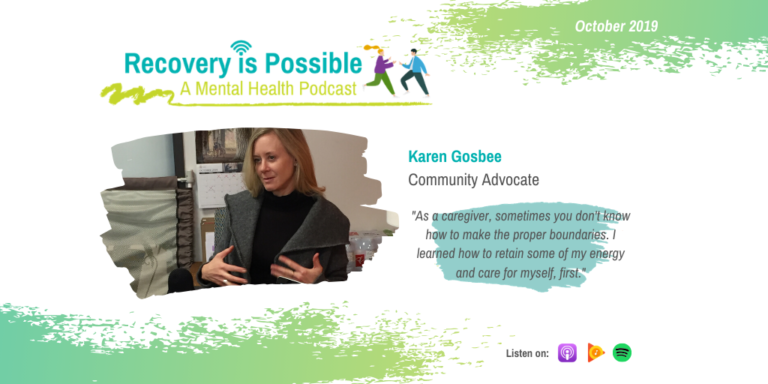 October 2019
Recovery is Possible
A Mental Health Podcast
Karen Gosbee
Community Advocate
"As a caregiver, sometimes you don't know
how to make the proper boundaries. I
learned how to retain some of my energy
and care for myself, first."
Listen on: